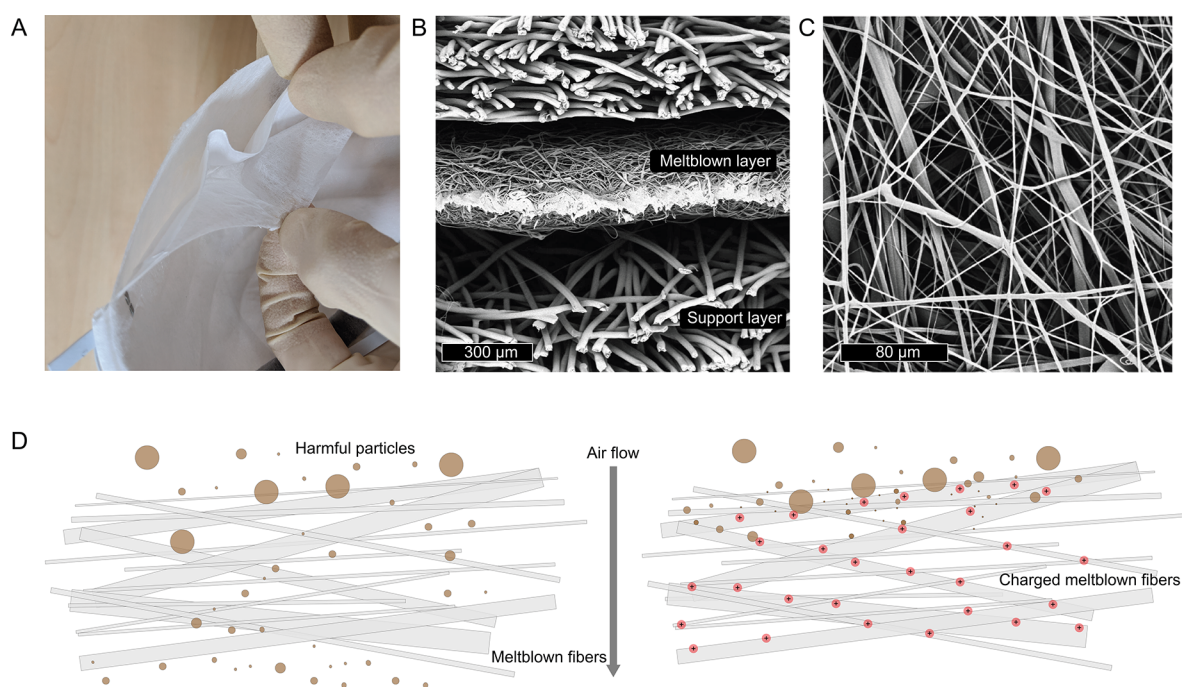 A
B
C
Meltblown layer
Support layer
300 µm
80 µm
D
Harmful particles
Air flow
Charged meltblown fibers
Meltblown fibers